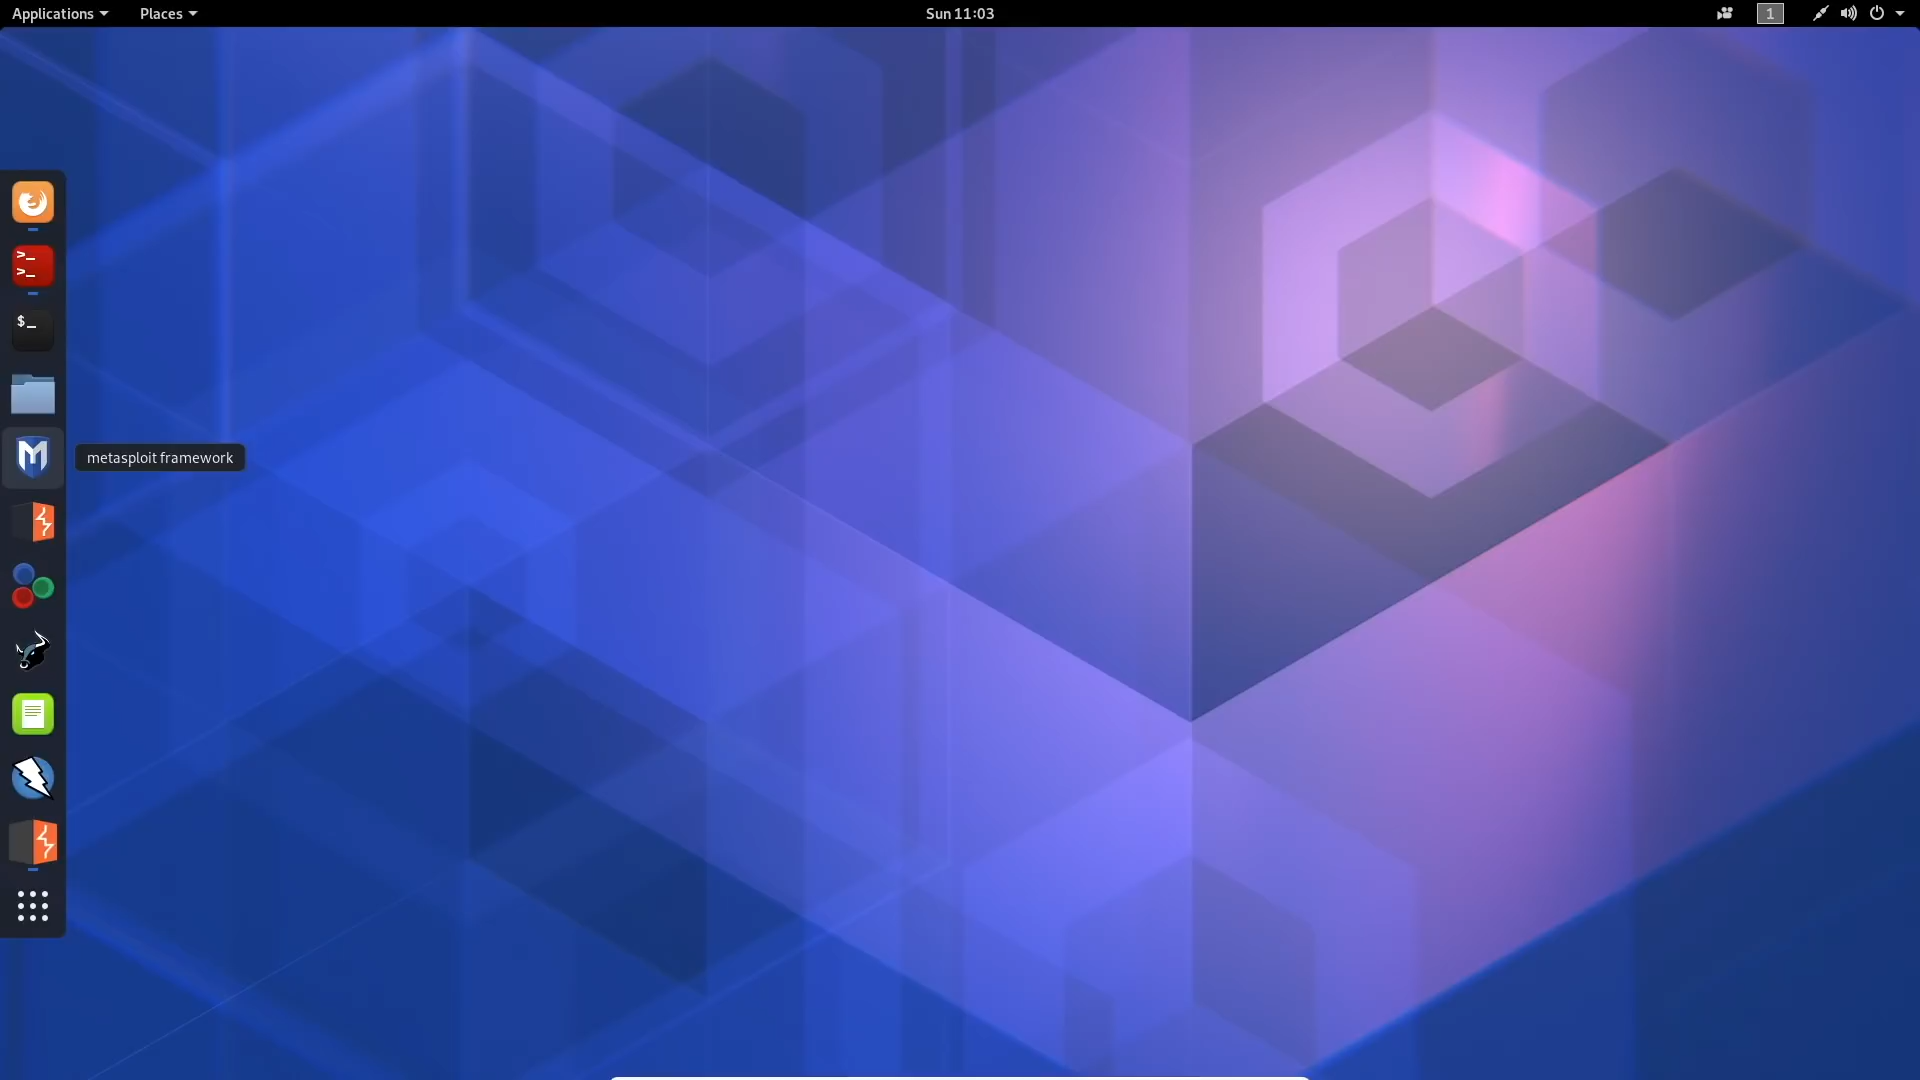 Applications Places Sun 11:03 1
>_
>_
$_
metasploit framework